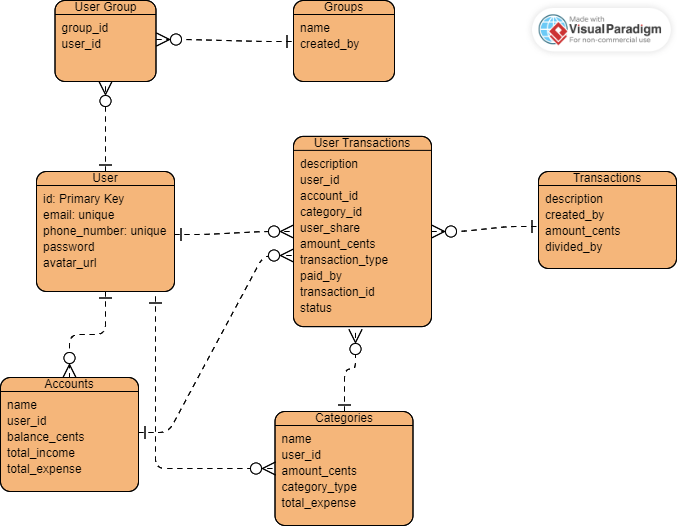 User Group
group_id
user_id
Groups
name
created_by
Made with
VisualParadigm
For non-commercial use
User
id: Primary Key
email: unique
phone_number: unique
password
avatar_url
User Transactions
description
user_id
account_id
category_id
user_share
amount_cents
transaction_type
paid_by
transaction_id
status
Transactions
description
created_by
amount_cents
divided_by
Accounts
name
user_id
balance_cents
total_income
total_expense
Categories
name
user_id
amount_cents
category_type
total_expense